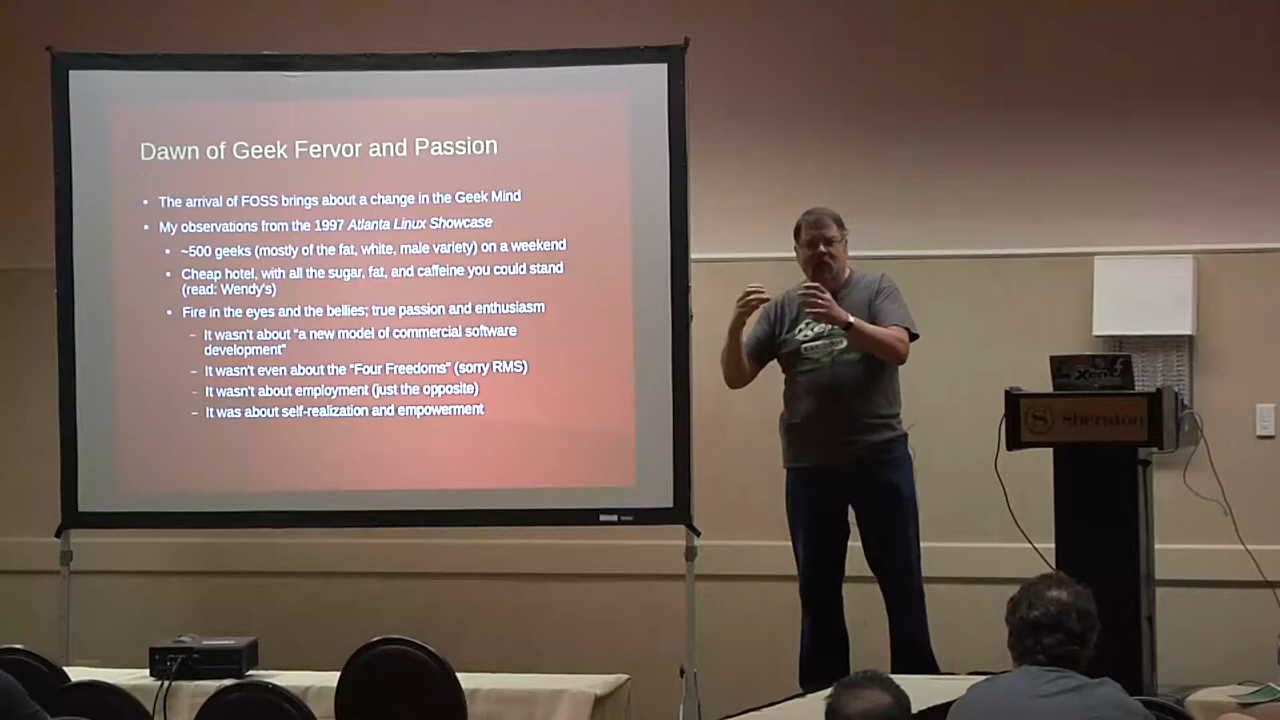 Dawn of Geek Fervor and Passion
• The arrival of FOSS brings about a change in the Geek Mind
• My observations from the 1997 Atlanta Linux Showcase
• ~500 geeks (mostly of the fat, white, male variety) on a weekend
• Cheap hotel, with all the sugar, fat, and caffeine you could stand
(read: Wendy's)
• Fire in the eyes and the bellies; true passion and enthusiasm
– It wasn't about "a new model of commercial software
development"
– It wasn't even about the "Four Freedoms" (sorry RMS)
– It wasn't about employment (just the opposite)
– It was about self-realization and empowerment
Xen
S Sheraton